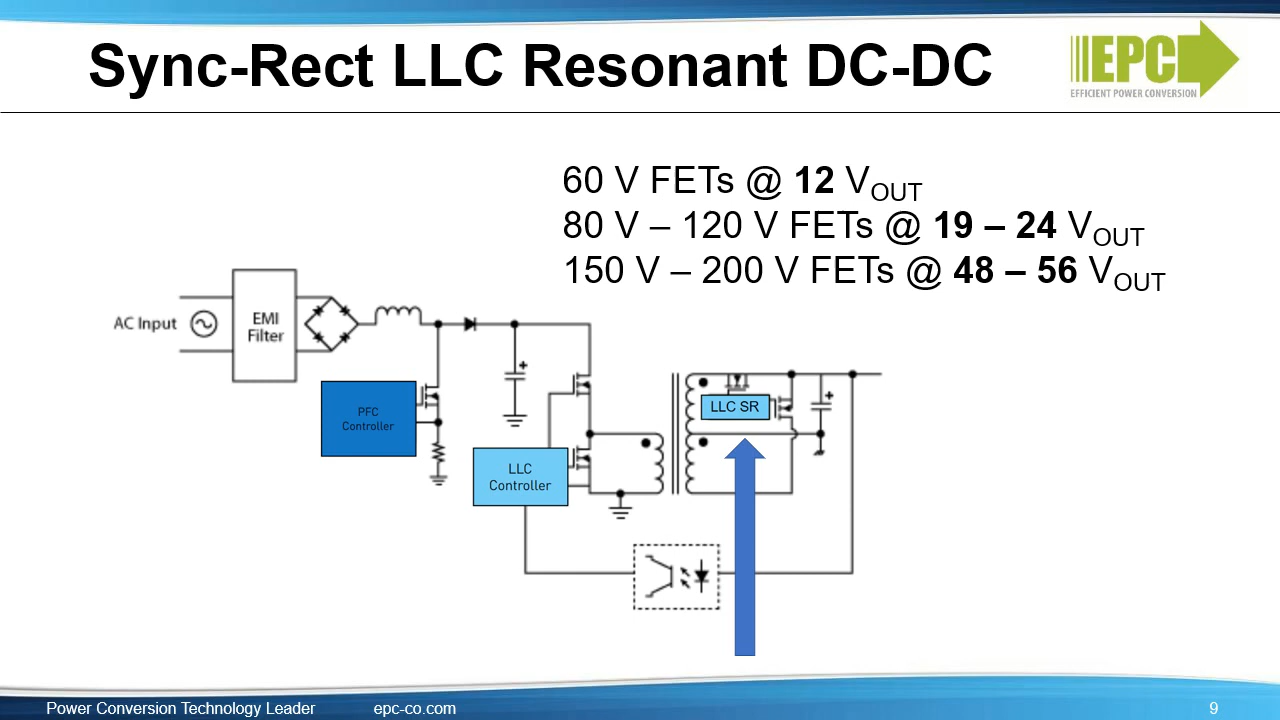 Sync-Rect LLC Resonant DC-DC
EPC
EFFICIENT POWER CONVERSION
60 V FETs @ 12 VOUT
80 V – 120 V FETs @ 19 – 24 VOUT
150 V – 200 V FETs @ 48 – 56 VOUT
AC Input
EMI
Filter
PFC
Controller
LLC
Controller
LLC SR
+
+
Power Conversion Technology Leader
epc-co.com
9